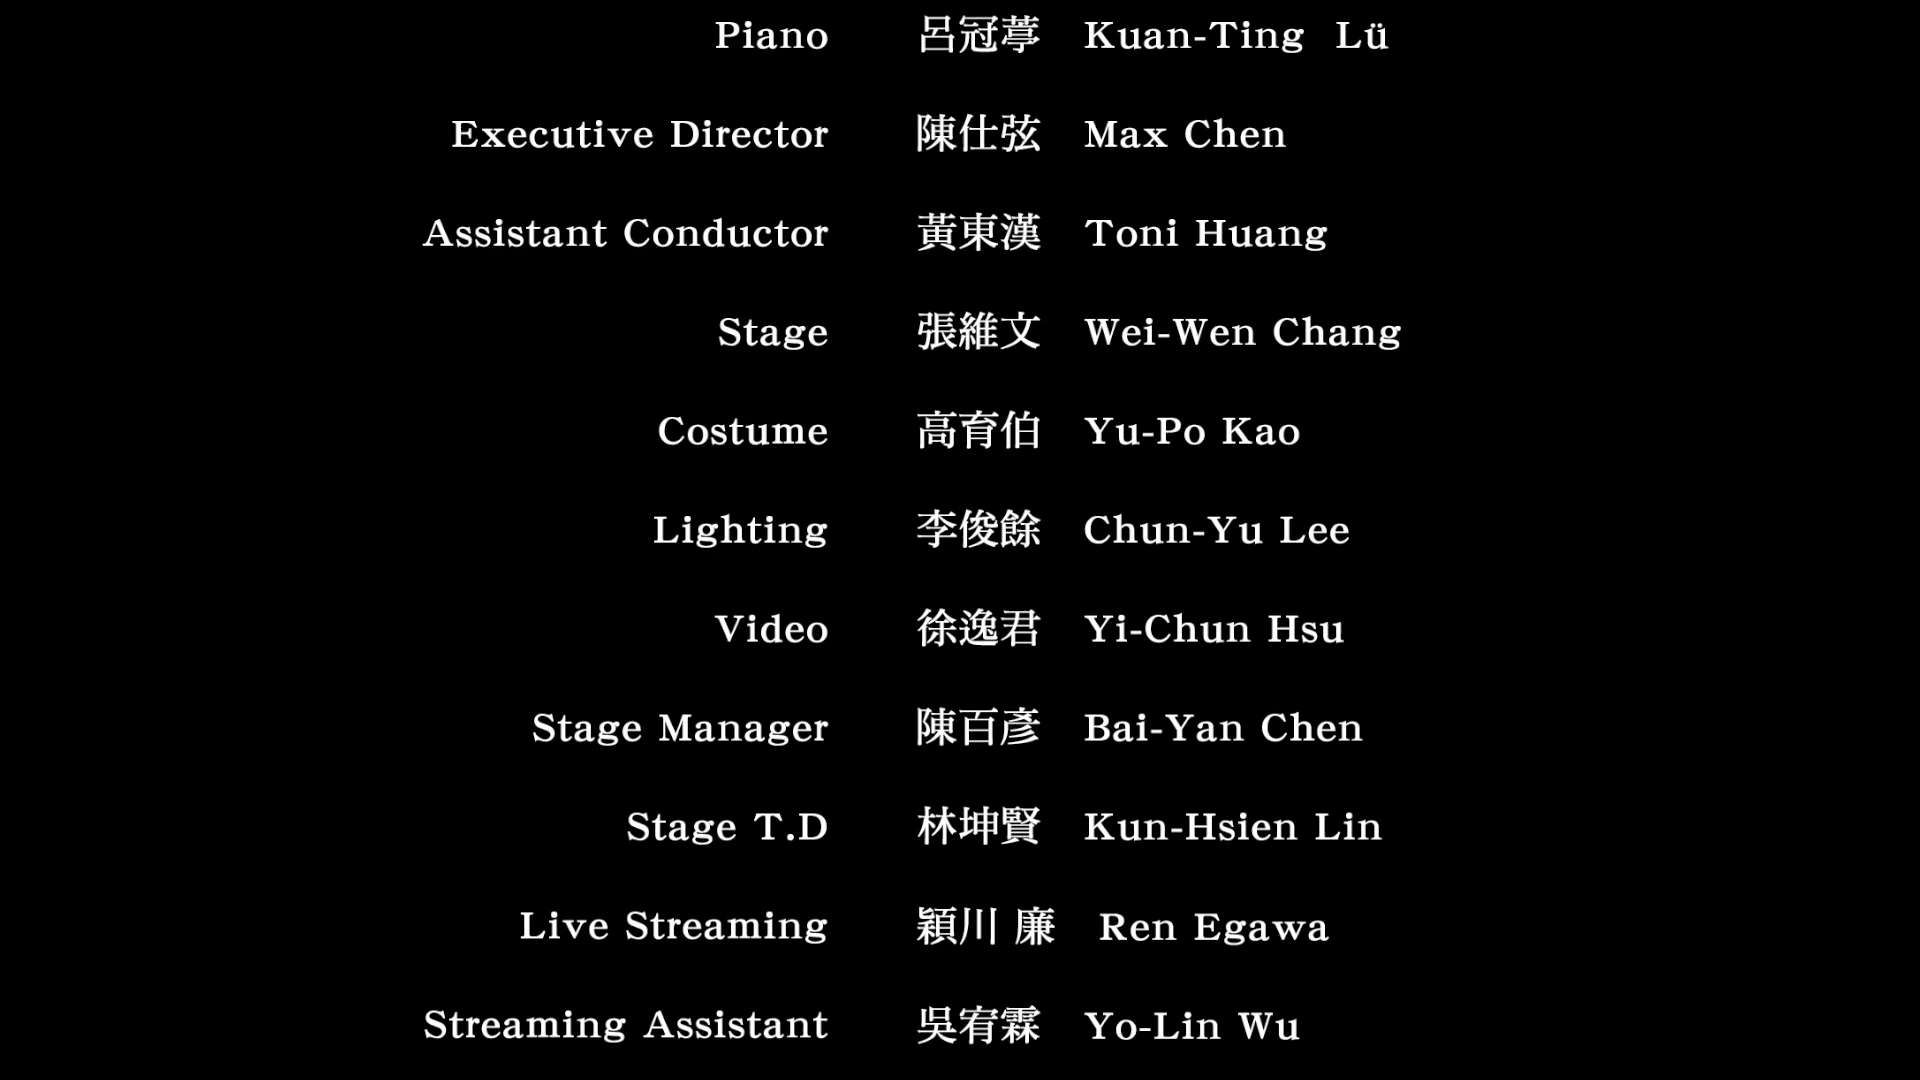 Piano 呂冠葶 Kuan-Ting Lü
Executive Director 陳仕弦 Max Chen
Assistant Conductor 黃東漢 Toni Huang
Stage 張維文 Wei-Wen Chang
Costume 高育伯 Yu-Po Kao
Lighting 李俊餘 Chun-Yu Lee
Video 徐逸君 Yi-Chun Hsu
Stage Manager 陳百彥 Bai-Yan Chen
Stage T.D 林坤賢 Kun-Hsien Lin
Live Streaming 穎川 廉 Ren Egawa
Streaming Assistant 吳宥霖 Yo-Lin Wu